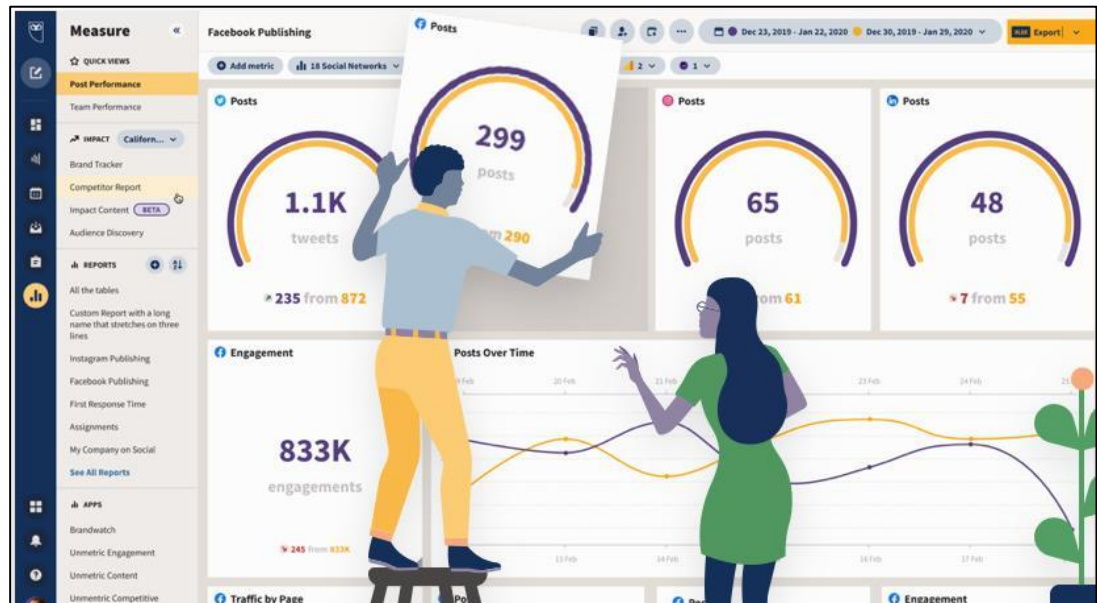 Measure
QUICK VIEWS
Post Performance
Team Performance
IMPACT
Californ...
Brand Tracker
Competitor Report
Impact Content
BETA
Audience Discovery
REPORTS
All the tables
Custom Report with a long
name that stretches on three
lines
Instagram Publishing
Facebook Publishing
First Response Time
Assignments
My Company on Social
See All Reports
APPS
Brandwatch
Unmetric Engagement
Unmetric Content
Unmentric Competitive
Facebook Publishing
Dec 23, 2019 - Jan 22, 2020
Dec 30, 2019 - Jan 29, 2020
XLSX
Export
Add metric
18 Social Networks
2
1
Posts
1.1K
tweets
235 from 872
Posts
299
posts
290
Posts
65
posts
from 61
Posts
48
posts
7 from 55
Engagement
833K
engagements
245 from 833K
Posts Over Time
20 Feb
21 Feb
23 Feb
24 Feb
13 Feb
14 Feb
16 Feb
17 Feb
Traffic by Page
Engagement